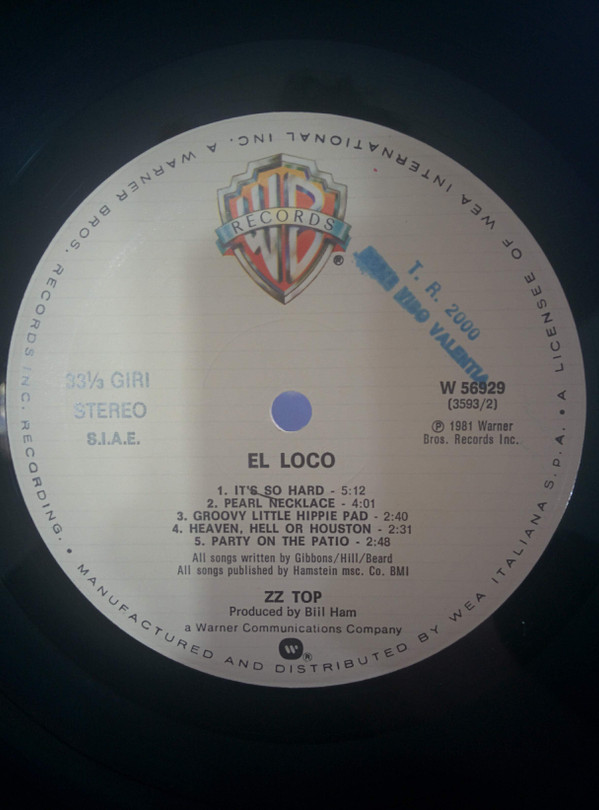 MANUFACTURED AND DISTRIBUTED BY WEA ITALIANA S.P.A. • A LICENSEE OF WEA INTERNATIONAL INC. A WARNER BROS. RECORDS INC. RECORDING. •
WB
RECORDS
®
T. R. 2000
VIBO VALENTIA
33⅓ GIRI
STEREO
S.I.A.E.
W 56929
(3593/2)
℗ 1981 Warner
Bros. Records Inc.
EL LOCO
1. IT'S SO HARD - 5:12
2. PEARL NECKLACE - 4:01
3. GROOVY LITTLE HIPPIE PAD - 2:40
4. HEAVEN, HELL OR HOUSTON - 2:31
5. PARTY ON THE PATIO - 2:48
All songs written by Gibbons/Hill/Beard
All songs published by Hamstein msc. Co. BMI
ZZ TOP
Produced by Biil Ham
a Warner Communications Company
®